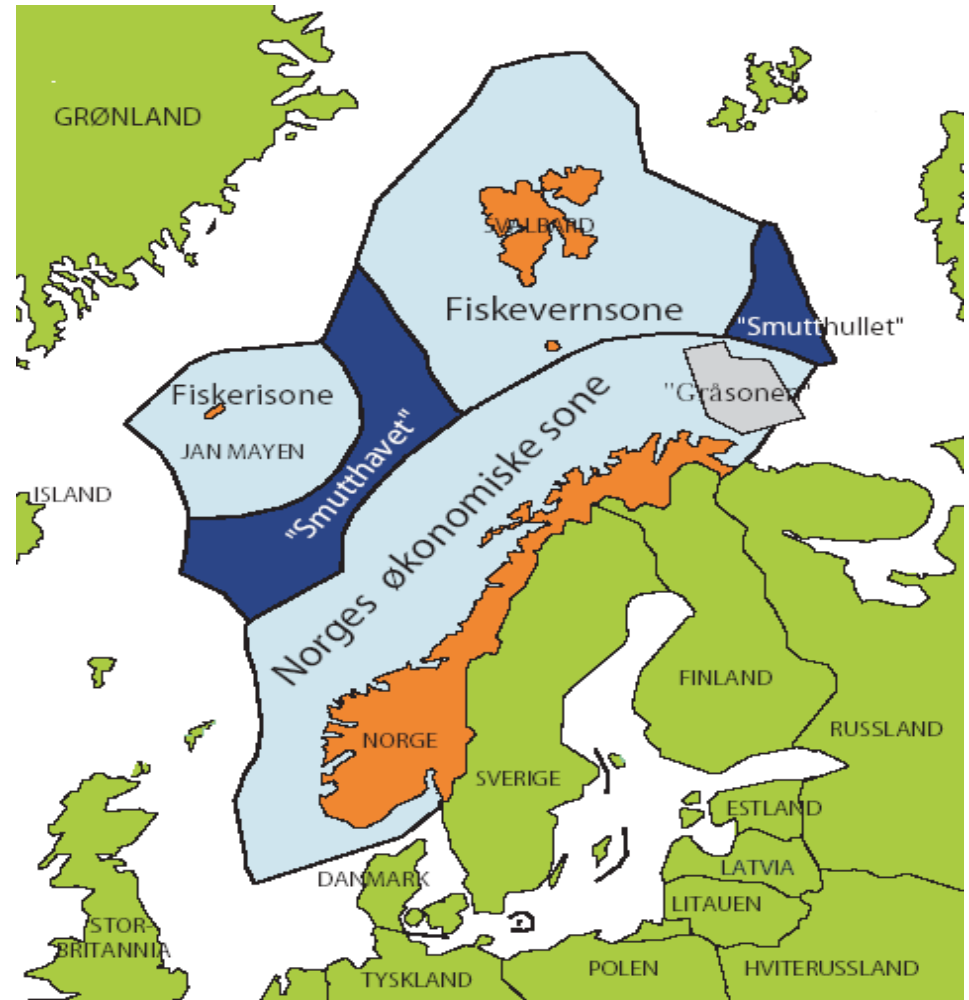 GRØNLAND
SVALBARD
Fiskevernsone
"Smutthullet"
Fiskerisone
"Gråsonen"
JAN MAYEN
"Smutthavet"
ISLAND
Norges økonomiske sone
FINLAND
RUSSLAND
NORGE
SVERIGE
ESTLAND
LATVIA
DANMARK
LITAUEN
STOR-
BRITANNIA
TYSKLAND
POLEN
HVITERUSSLAND